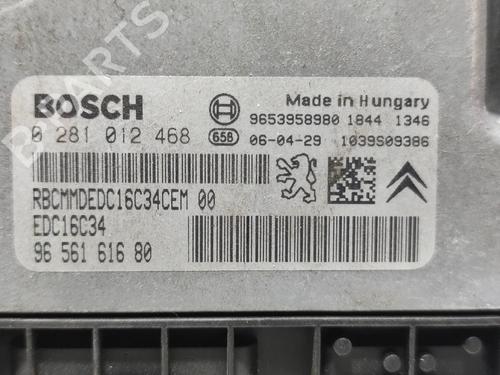 BOSCH
Made in Hungary
9653958980 1844 1346
0 281 012 468
658
06-04-29 1039S09386
RBCMMDEDC16C34CEM 00
EDC16C34
96 561 616 80